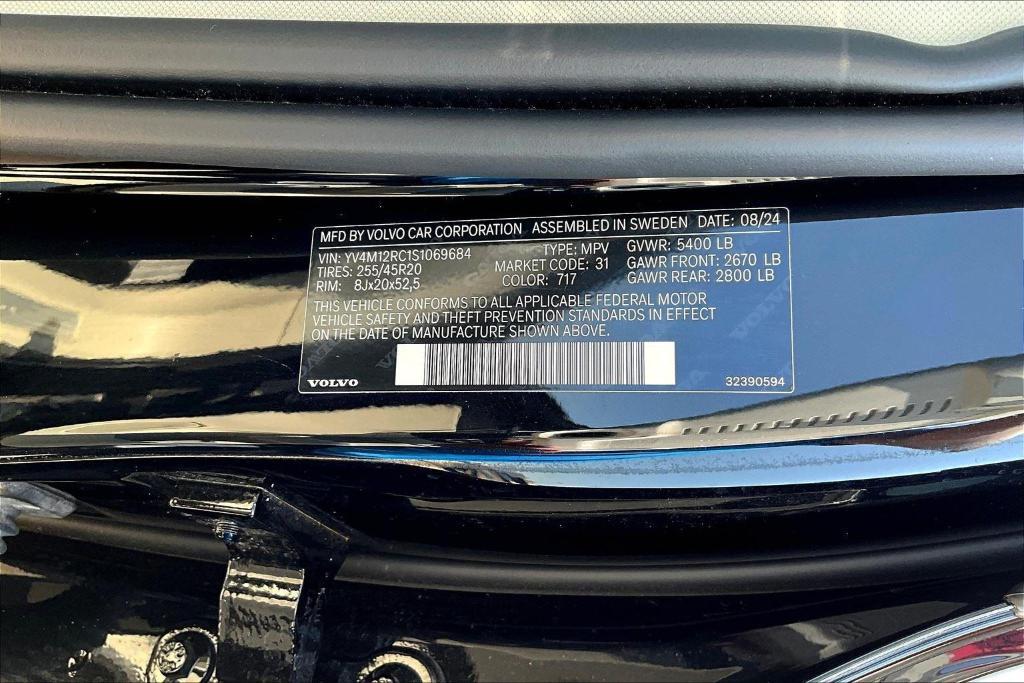 MFD BY VOLVO CAR CORPORATION ASSEMBLED IN SWEDEN DATE: 08/24
VIN: YV4M12RC1S1069684 TYPE: MPV GVWR: 5400 LB
TIRES: 255/45R20 MARKET CODE: 31 GAWR FRONT: 2670 LB
RIM: 8Jx20x52,5 COLOR: 717 GAWR REAR: 2800 LB
THIS VEHICLE CONFORMS TO ALL APPLICABLE FEDERAL MOTOR
VEHICLE SAFETY AND THEFT PREVENTION STANDARDS IN EFFECT
ON THE DATE OF MANUFACTURE SHOWN ABOVE.
VOLVO 32390594